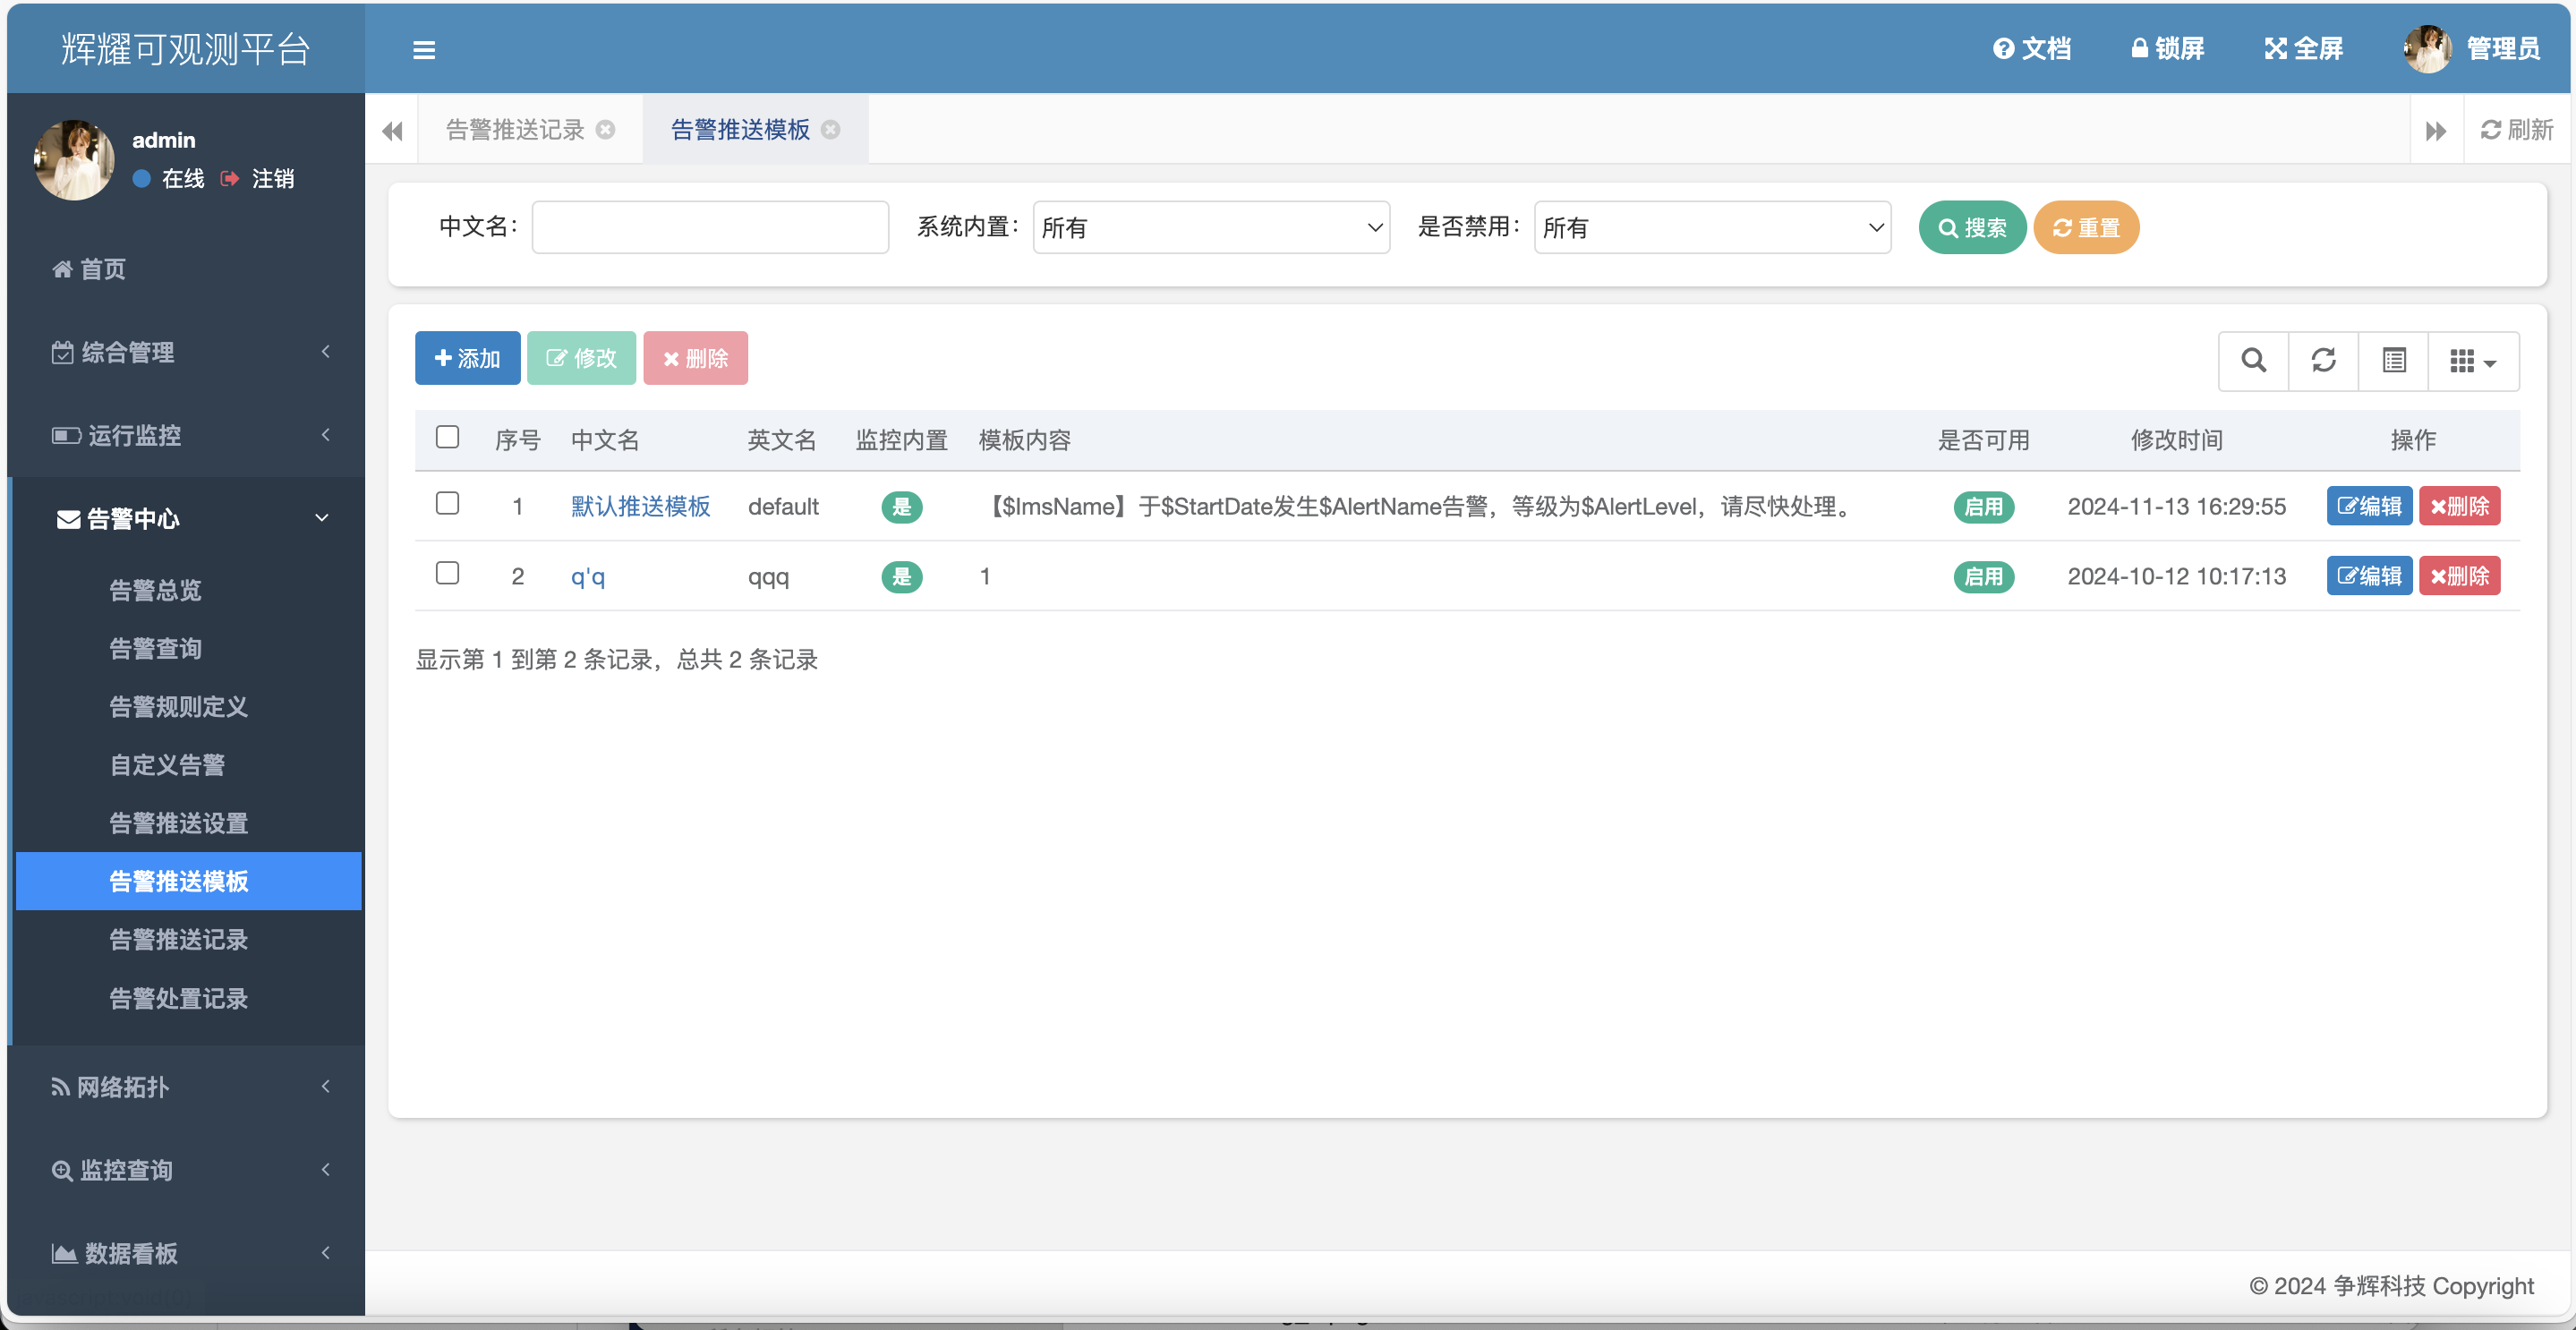 辉耀可观测平台
文档
锁屏
全屏
管理员
admin
在线 注销
告警推送记录
告警推送模板
刷新
中文名：
系统内置： 所有
是否禁用： 所有
搜索
重置
首页
综合管理
运行监控
告警中心
告警总览
告警查询
告警规则定义
自定义告警
告警推送设置
告警推送模板
告警推送记录
告警处置记录
网络拓扑
监控查询
数据看板
添加 修改 删除
序号 中文名 英文名 监控内置 模板内容 是否可用 修改时间 操作
1 默认推送模板 default 是 【$ImsName】于$StartDate发生$AlertName告警，等级为$AlertLevel，请尽快处理。 启用 2024-11-13 16:29:55 编辑 删除
2 q'q qqq 是 1 启用 2024-10-12 10:17:13 编辑 删除
显示第 1 到第 2 条记录，总共 2 条记录
© 2024 争辉科技 Copyright